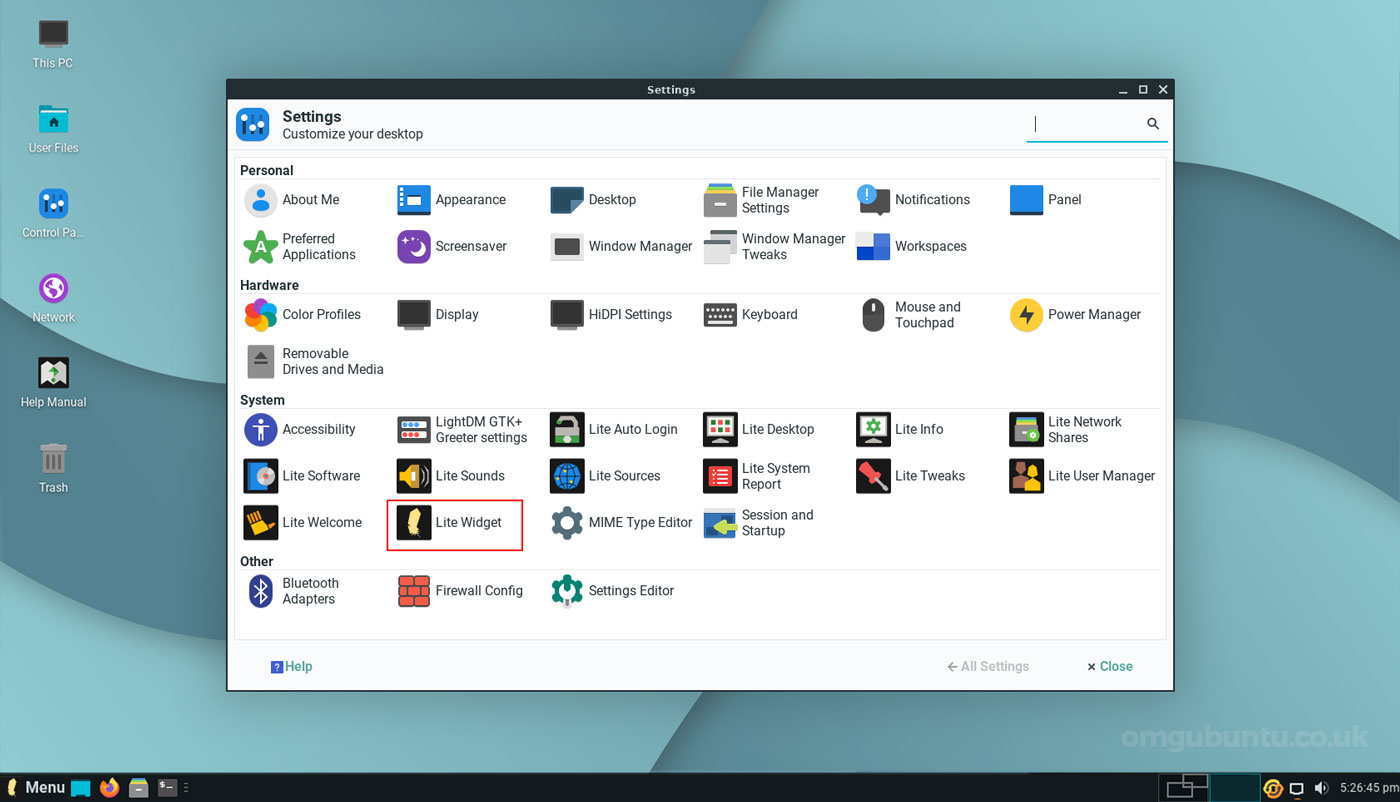 This PC
User Files
Control Pa...
Network
Help Manual
Trash
Settings
Settings
Customize your desktop
Personal
About Me
Appearance
Desktop
File Manager
Settings
Notifications
Panel
Preferred
Applications
Screensaver
Window Manager
Window Manager
Tweaks
Workspaces
Hardware
Color Profiles
Display
HiDPI Settings
Keyboard
Mouse and
Touchpad
Power Manager
Removable
Drives and Media
System
Accessibility
LightDM GTK+
Greeter settings
Lite Auto Login
Lite Desktop
Lite Info
Lite Network
Shares
Lite Software
Lite Sounds
Lite Sources
Lite System
Report
Lite Tweaks
Lite User Manager
Lite Welcome
Lite Widget
MIME Type Editor
Session and
Startup
Other
Bluetooth
Adapters
Firewall Config
Settings Editor
Help
All Settings
Close
omgubuntu.co.uk
Menu
5:26:45 pm